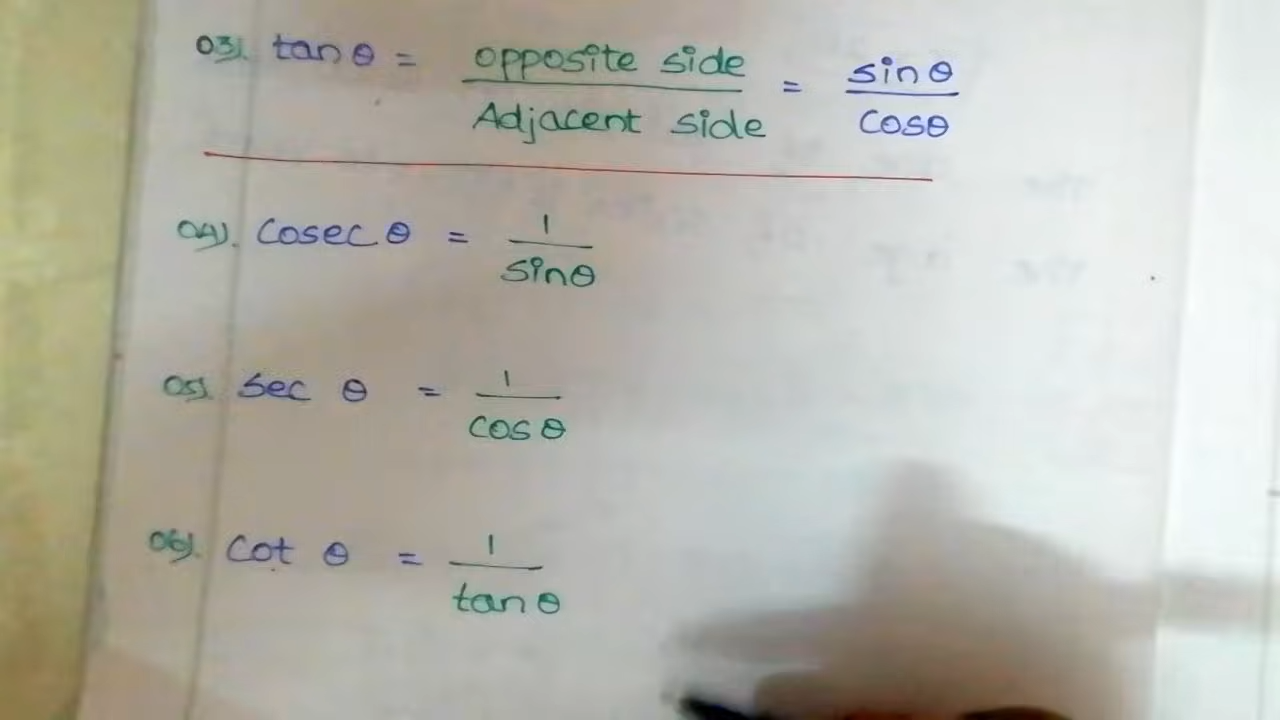 03). tan θ = opposite side / Adjacent side = sin θ / cos θ
04). cosec θ = 1 / sin θ
05). sec θ = 1 / cos θ
06). cot θ = 1 / tan θ